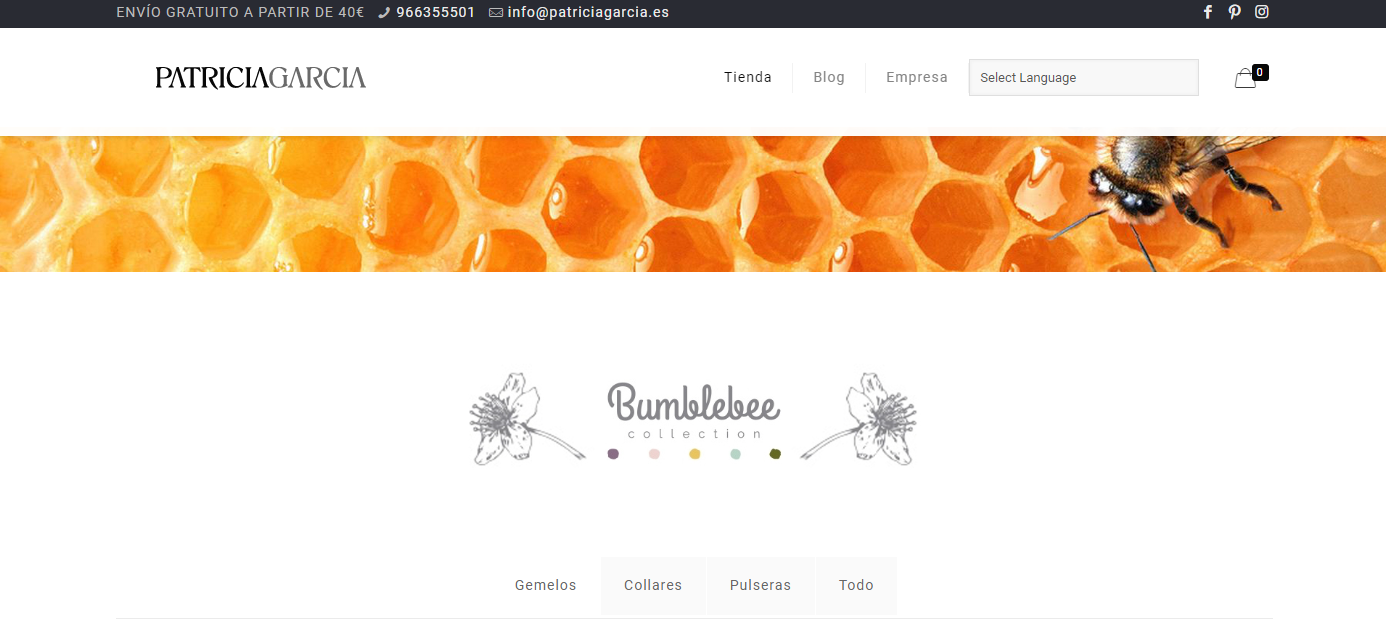 ENVÍO GRATUITO A PARTIR DE 40€ 966355501 info@patriciagarcia.es
PATRICIAGARCIA
Tienda Blog Empresa Select Language 0
Bumblebee
collection
Gemelos Collares Pulseras Todo